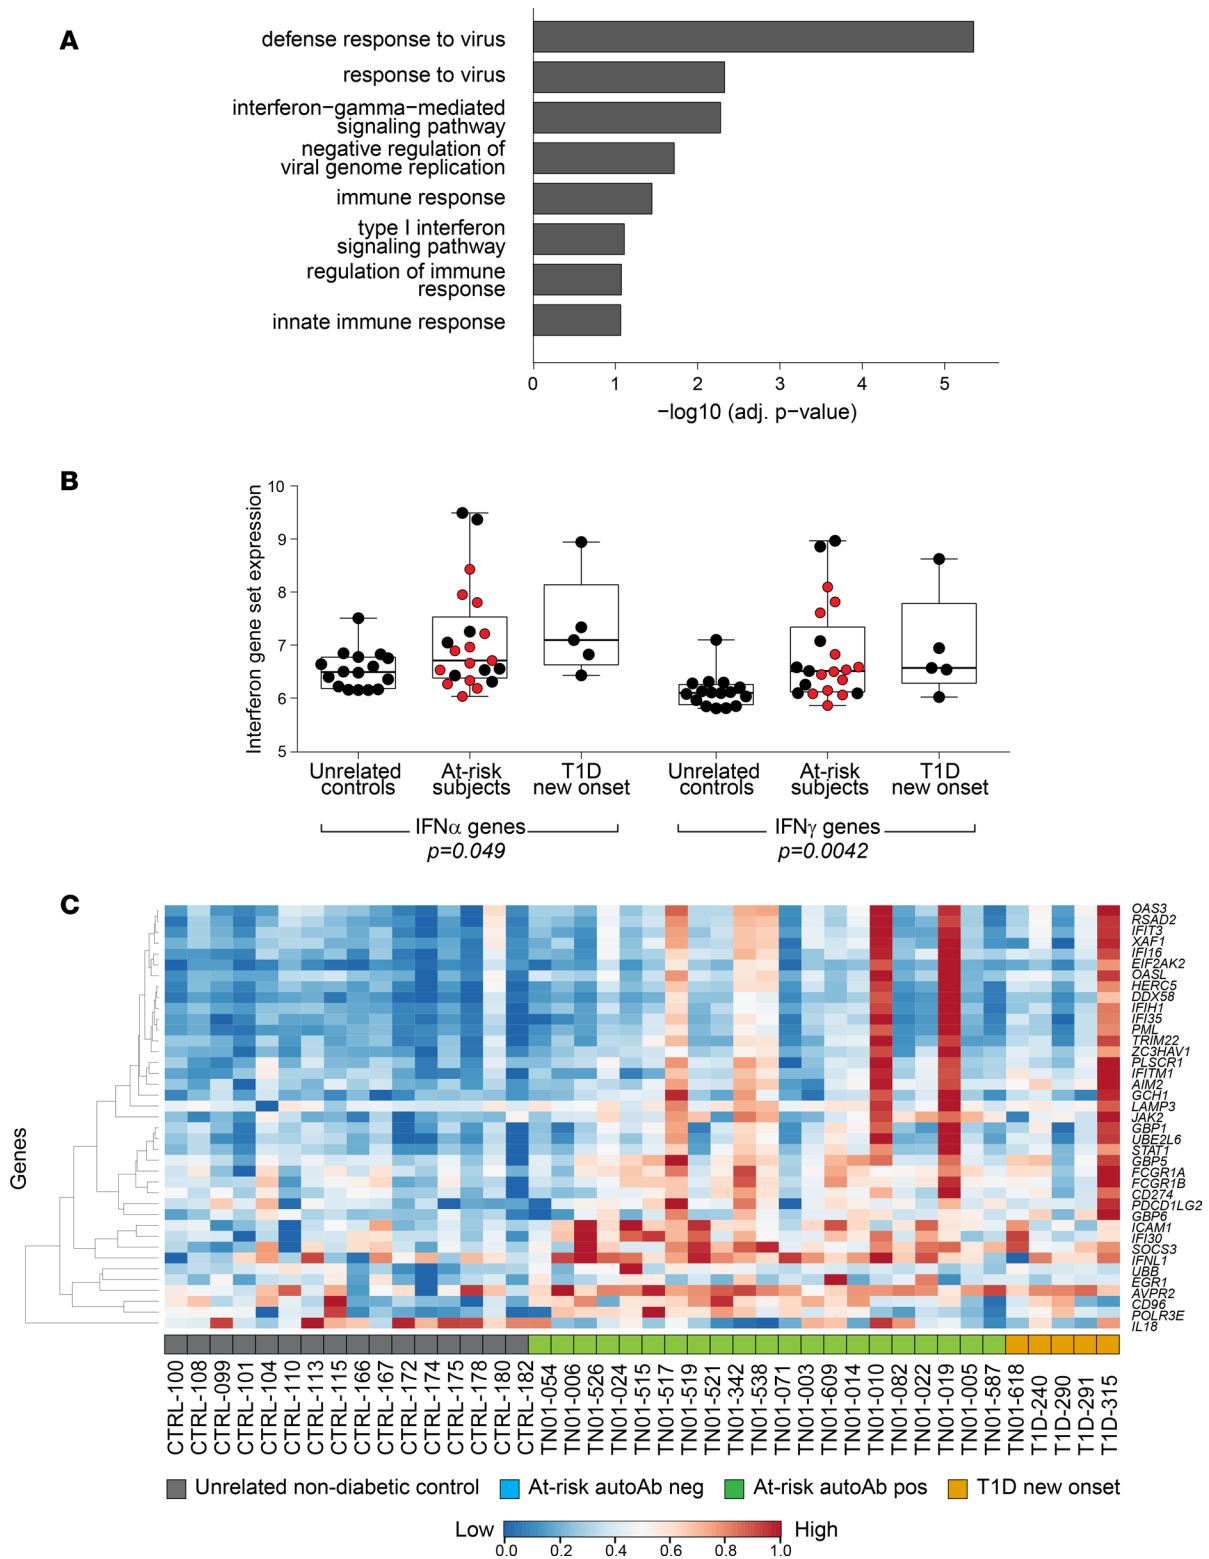 A
defense response to virus
response to virus
interferon−gamma−mediated
signaling pathway
negative regulation of
viral genome replication
immune response
type I interferon
signaling pathway
regulation of immune
response
innate immune response
0 1 2 3 4 5
−log10 (adj. p−value)
B
Interferon gene set expression
10
9
8
7
6
5
Unrelated controls
At-risk subjects
T1D new onset
Unrelated controls
At-risk subjects
T1D new onset
IFNα genes
p=0.049
IFNγ genes
p=0.0042
C
Genes
OAS3
RSAD2
IFIT3
XAF1
IFI16
EIF2AK2
OASL
HERC5
DDX58
IFIH1
IFI35
PML
TRIM22
ZC3HAV1
PLSCR1
IFITM1
AIM2
GCH1
LAMP3
JAK2
GBP1
UBE2L6
STAT1
GBP5
FCGR1A
FCGR1B
CD274
PDCD1LG2
GBP6
ICAM1
IFI30
SOCS3
IFNL1
UBB
EGR1
AVPR2
CD96
POLR3E
IL18
CTRL-100
CTRL-108
CTRL-099
CTRL-101
CTRL-104
CTRL-110
CTRL-113
CTRL-115
CTRL-166
CTRL-167
CTRL-172
CTRL-174
CTRL-175
CTRL-178
CTRL-180
CTRL-182
TN01-054
TN01-006
TN01-526
TN01-024
TN01-515
TN01-517
TN01-519
TN01-521
TN01-342
TN01-538
TN01-071
TN01-003
TN01-609
TN01-014
TN01-010
TN01-082
TN01-022
TN01-019
TN01-005
TN01-587
TN01-618
T1D-240
T1D-290
T1D-291
T1D-315
Unrelated non-diabetic control
At-risk autoAb neg
At-risk autoAb pos
T1D new onset
Low
High
0.0 0.2 0.4 0.6 0.8 1.0